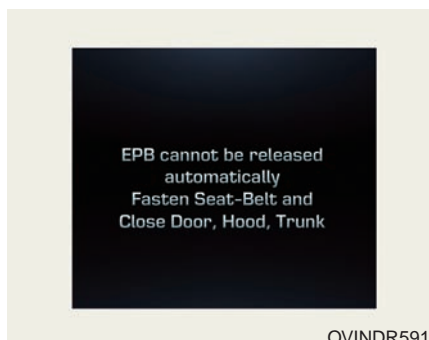 EPB cannot be released
automatically
Fasten Seat-Belt and
Close Door, Hood, Trunk
OVINDR591